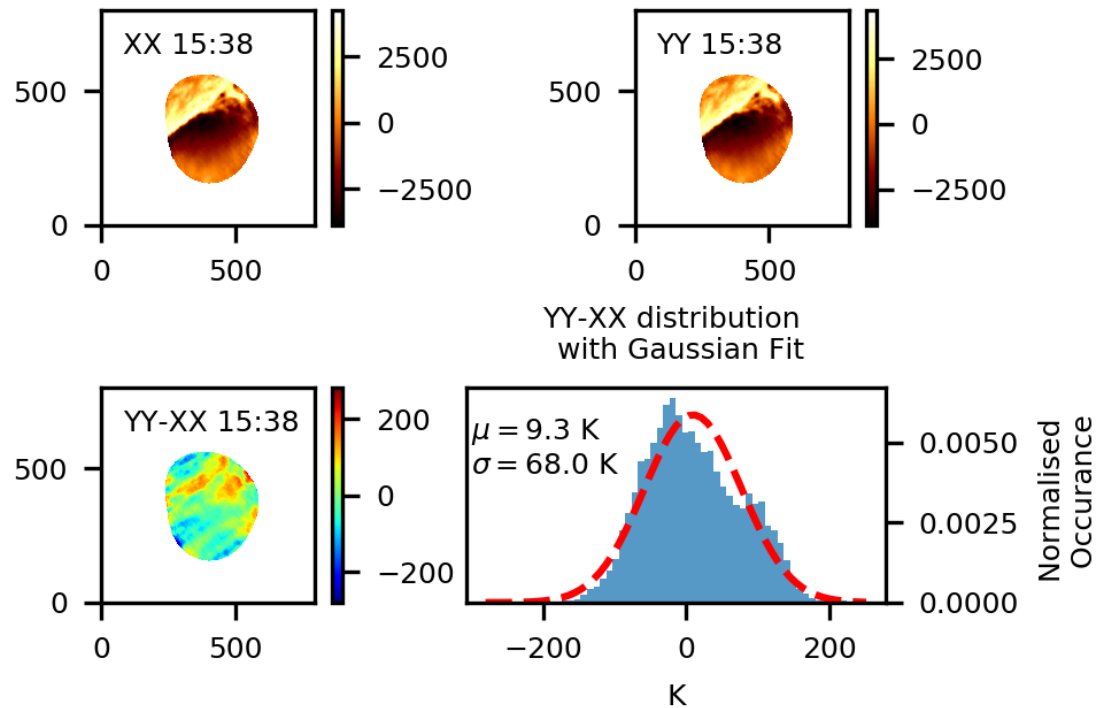 XX 15:38
500
0
0
500
2500
0
−2500
YY 15:38
500
0
0
500
2500
0
−2500
YY-XX 15:38
500
0
0
500
200
0
−200
YY-XX distribution
with Gaussian Fit
μ = 9.3 K
σ = 68.0 K
0.0050
0.0025
0.0000
−200
0
200
K
Normalised
Occurance